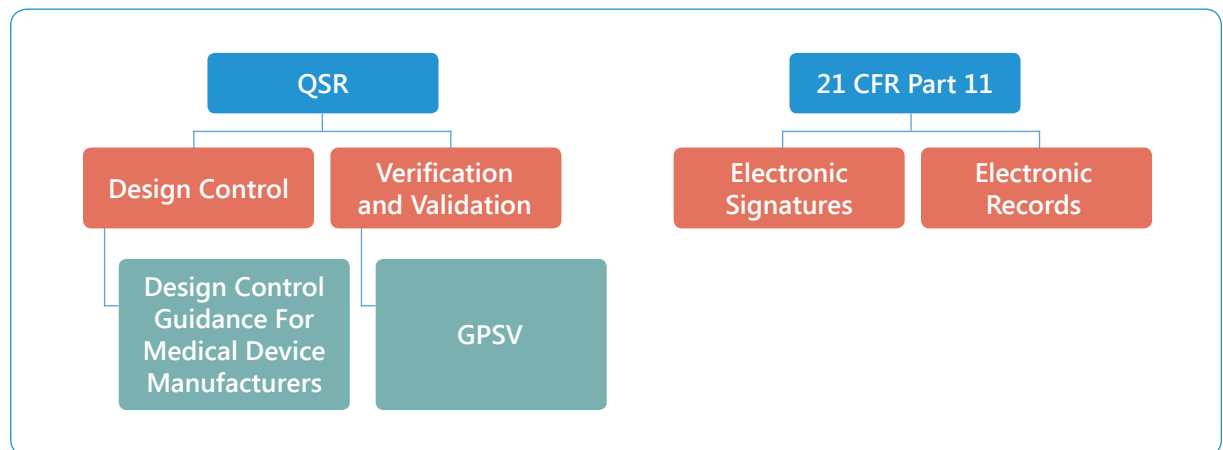 QSR
21 CFR Part 11
Design Control
Verification
and Validation
Electronic
Signatures
Electronic
Records
Design Control
Guidance For
Medical Device
Manufacturers
GPSV